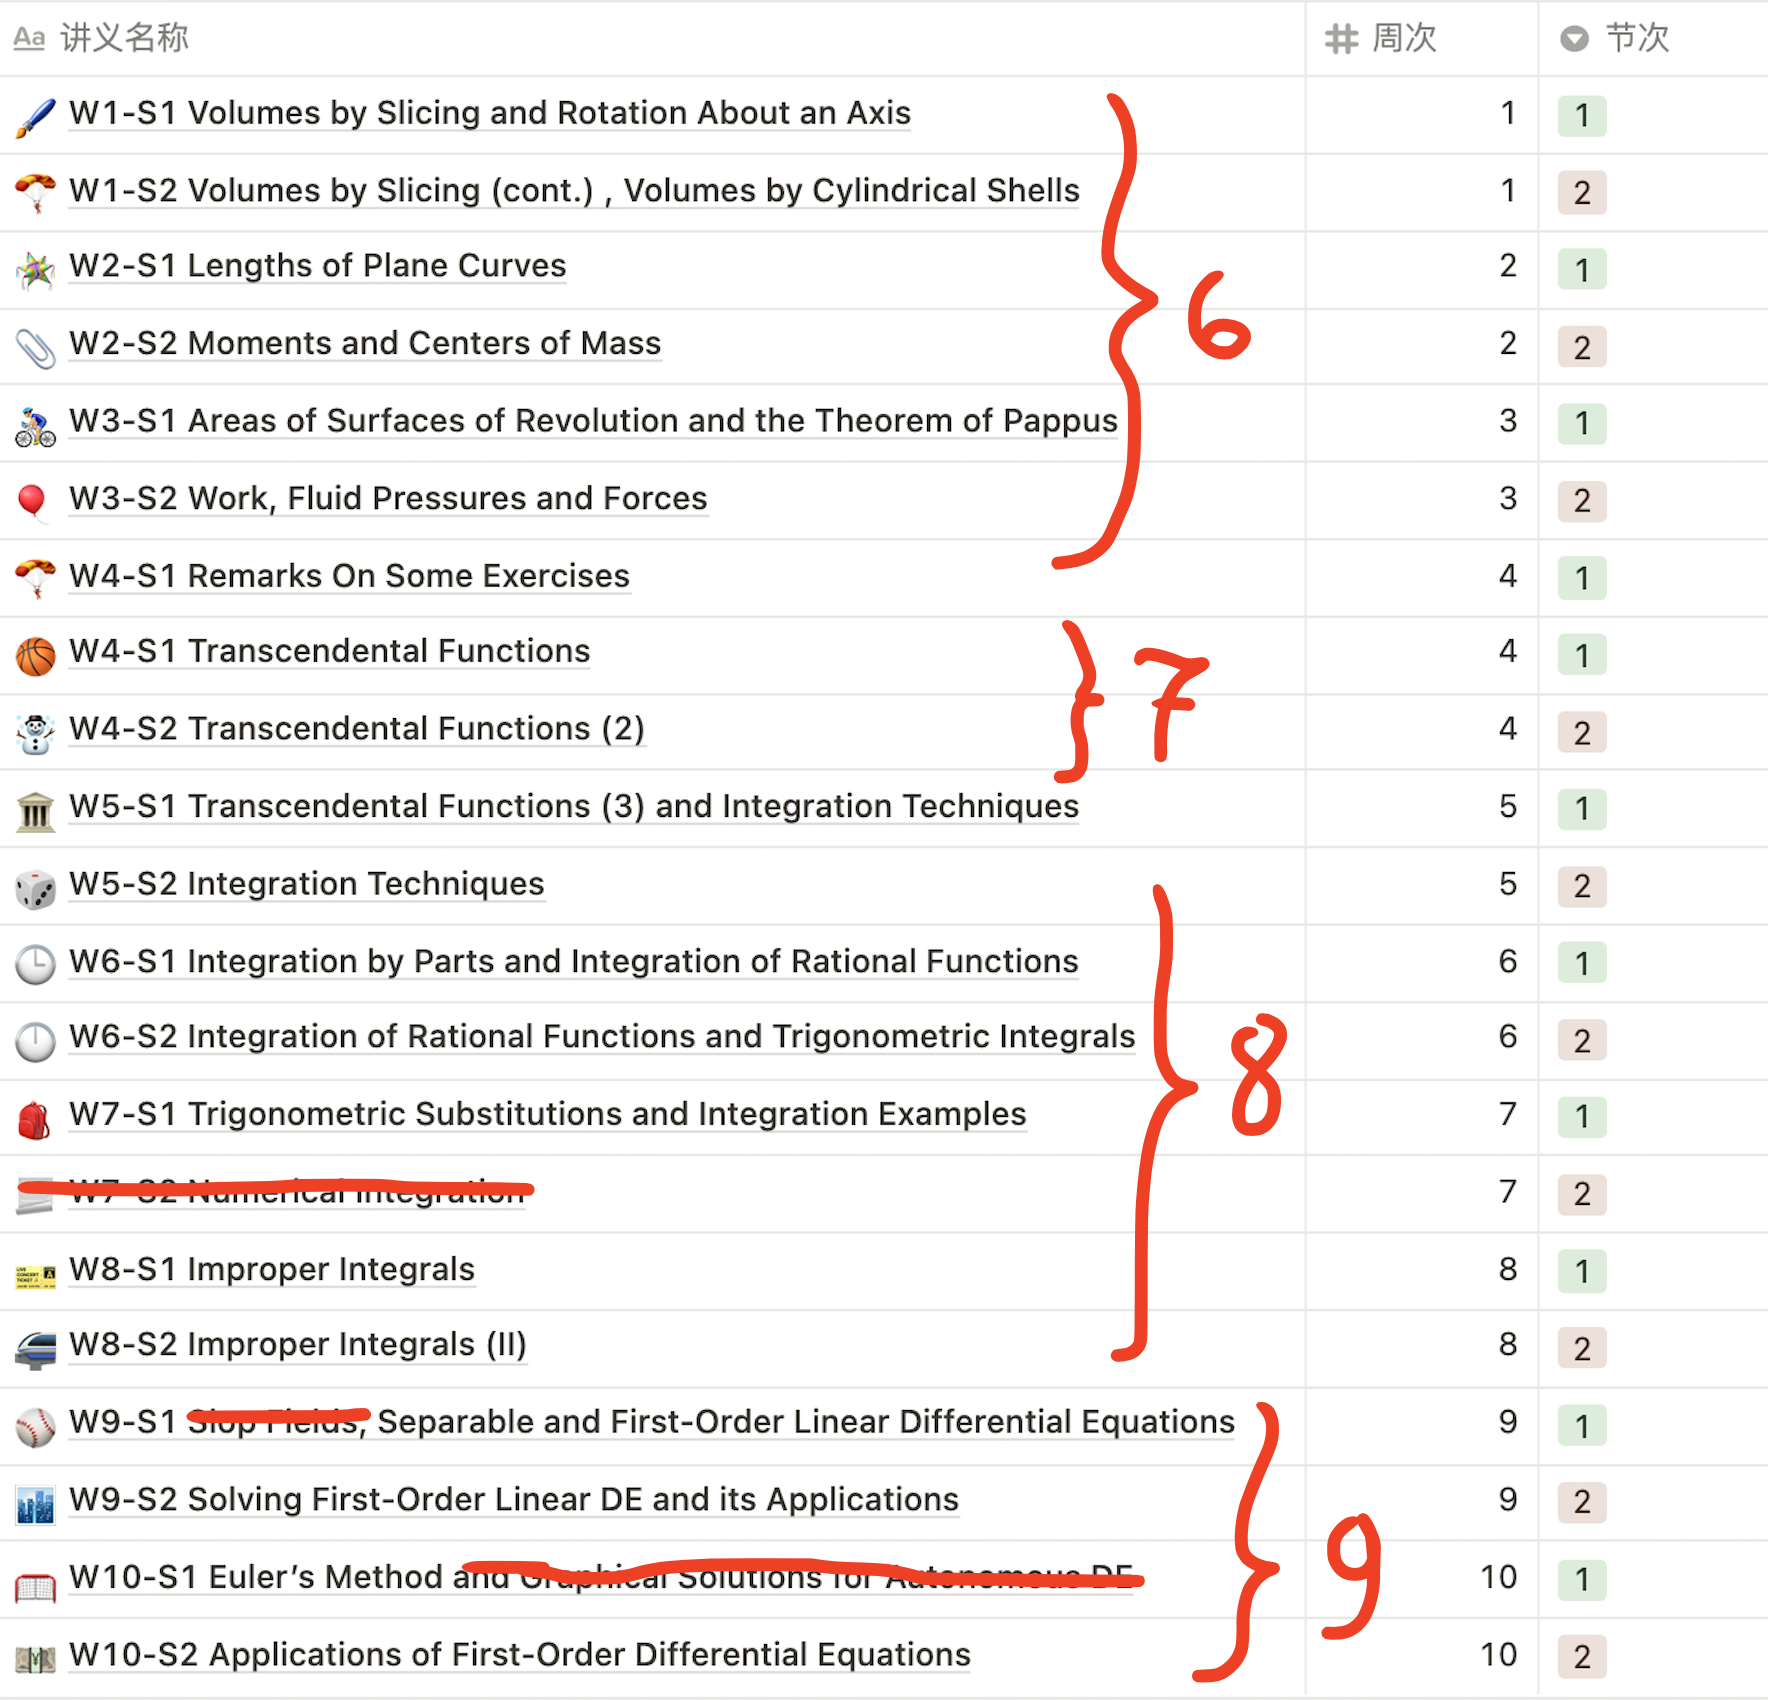 Aa 讲义名称 # 周次 节次
W1-S1 Volumes by Slicing and Rotation About an Axis 1 1
W1-S2 Volumes by Slicing (cont.) , Volumes by Cylindrical Shells 1 2
W2-S1 Lengths of Plane Curves 2 1
6
W2-S2 Moments and Centers of Mass 2 2
W3-S1 Areas of Surfaces of Revolution and the Theorem of Pappus 3 1
W3-S2 Work, Fluid Pressures and Forces 3 2
W4-S1 Remarks On Some Exercises 4 1
W4-S1 Transcendental Functions 4 1
7
W4-S2 Transcendental Functions (2) 4 2
W5-S1 Transcendental Functions (3) and Integration Techniques 5 1
W5-S2 Integration Techniques 5 2
W6-S1 Integration by Parts and Integration of Rational Functions 6 1
W6-S2 Integration of Rational Functions and Trigonometric Integrals 6 2
8
W7-S1 Trigonometric Substitutions and Integration Examples 7 1
W7-S2 Numerical Integration 7 2
W8-S1 Improper Integrals 8 1
W8-S2 Improper Integrals (II) 8 2
W9-S1 Slop Fields, Separable and First-Order Linear Differential Equations 9 1
W9-S2 Solving First-Order Linear DE and its Applications 9 2
9
W10-S1 Euler’s Method and Graphical Solutions for Autonomous DE 10 1
W10-S2 Applications of First-Order Differential Equations 10 2